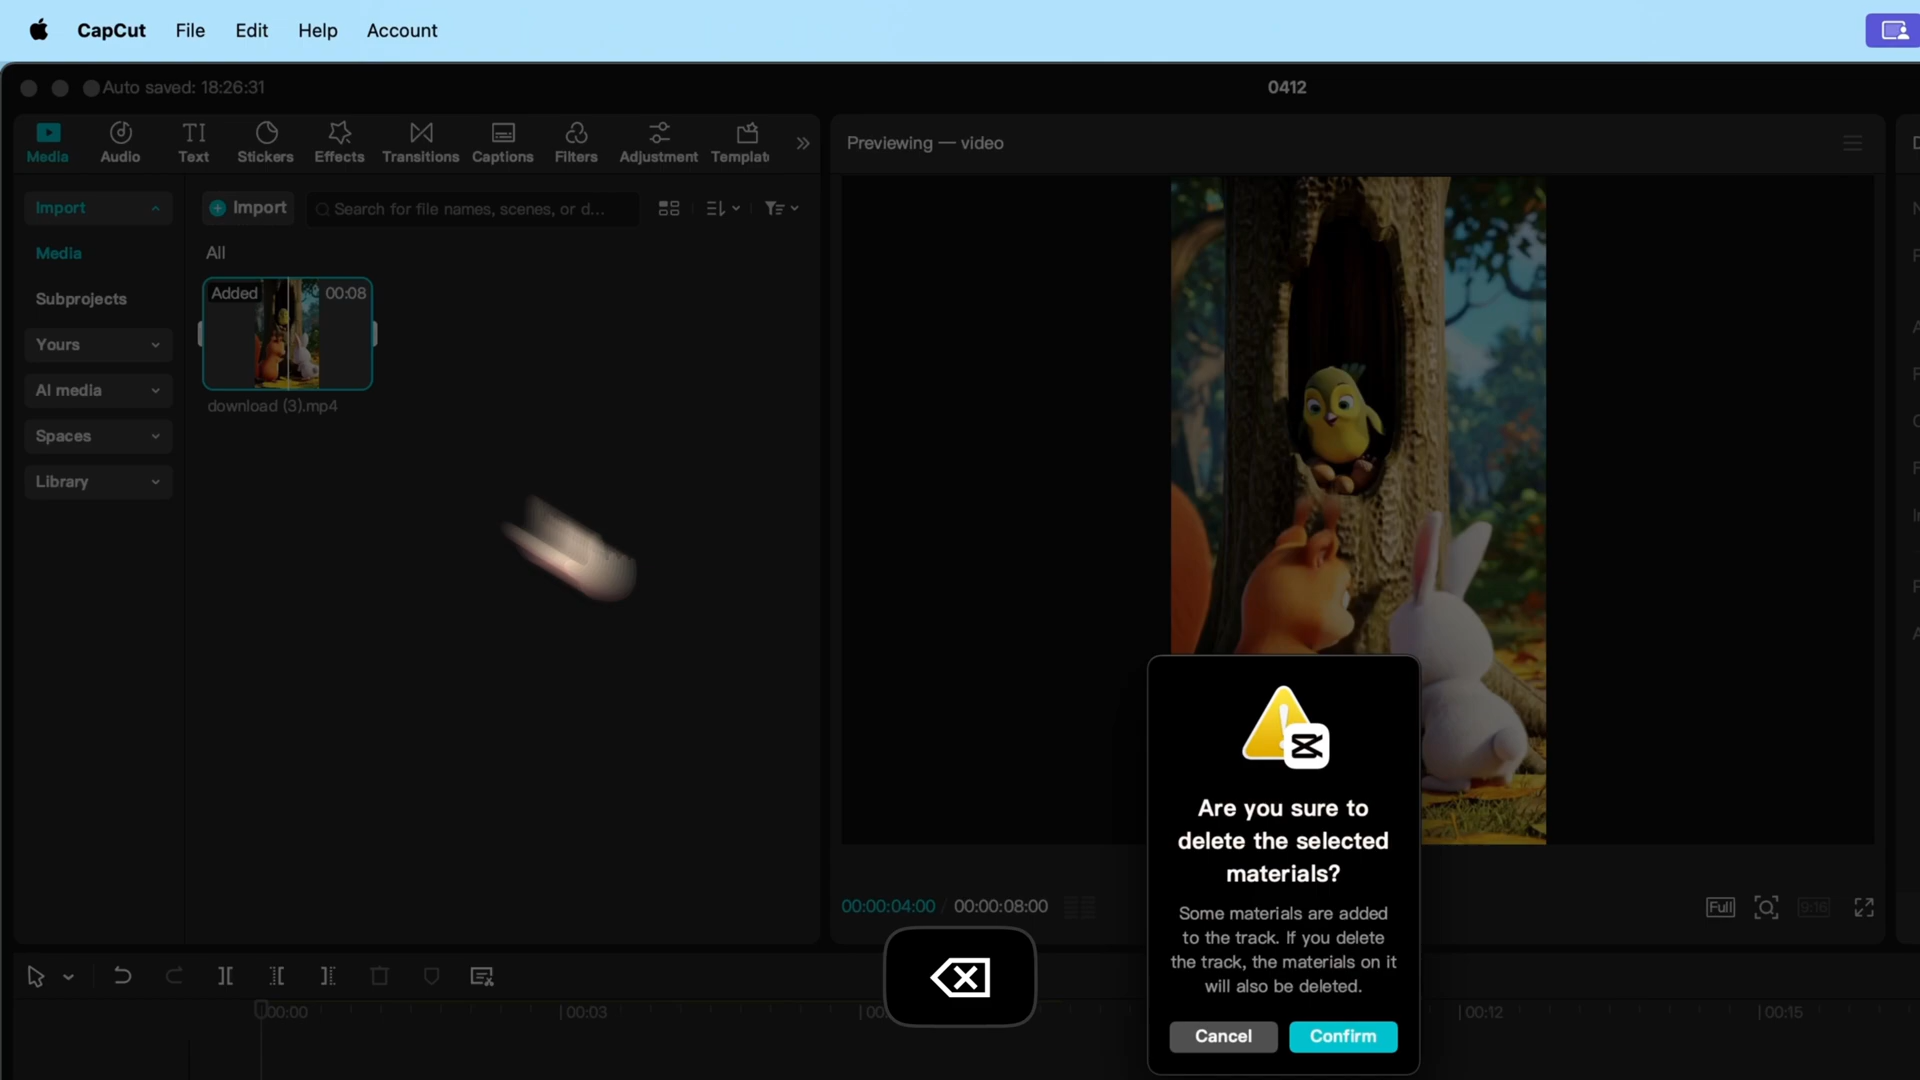 CapCut File Edit Help Account
Auto saved: 18:26:31
0412
Media Audio Text Stickers Effects Transitions Captions Filters Adjustment Templat
Previewing — video
Import
Import
Search for file names, scenes, or d...
Media
All
Subprojects
Added 00:08
Yours
AI media
download (3).mp4
Spaces
Library
Are you sure to
delete the selected
materials?
Some materials are added
to the track. If you delete
the track, the materials on it
will also be deleted.
Cancel Confirm
00:00:04:00 / 00:00:08:00
Full
9:16
00:00 00:03 00:12 00:15